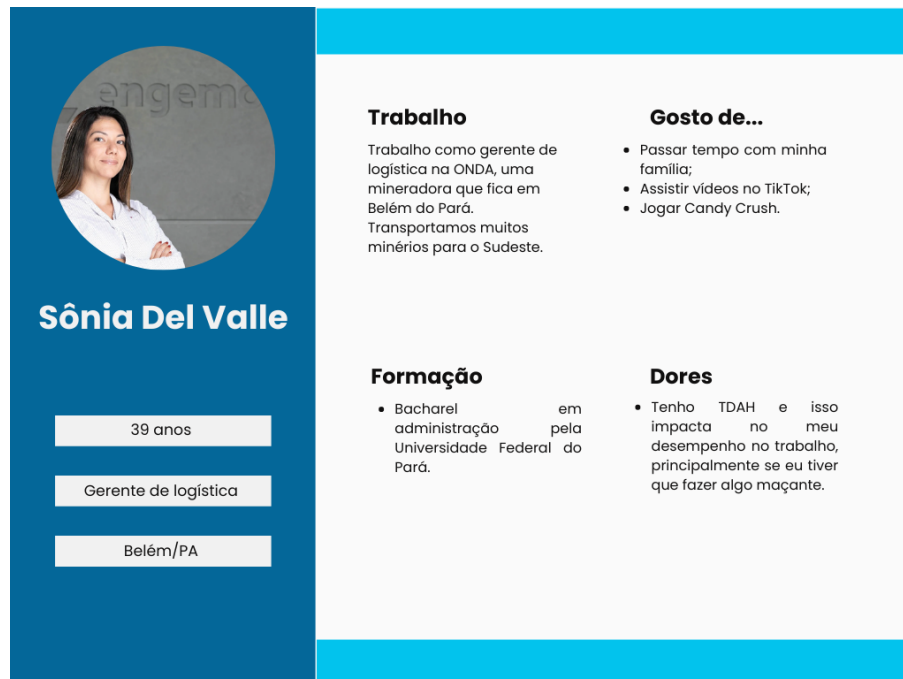 engemo
Sônia Del Valle
39 anos
Gerente de logística
Belém/PA
Trabalho
Trabalho como gerente de
logística na ONDA, uma
mineradora que fica em
Belém do Pará.
Transportamos muitos
minérios para o Sudeste.
Gosto de...
• Passar tempo com minha
família;
• Assistir vídeos no TikTok;
• Jogar Candy Crush.
Formação
• Bacharel em
administração pela
Universidade Federal do
Pará.
Dores
• Tenho TDAH e isso
impacta no meu
desempenho no trabalho,
principalmente se eu tiver
que fazer algo maçante.